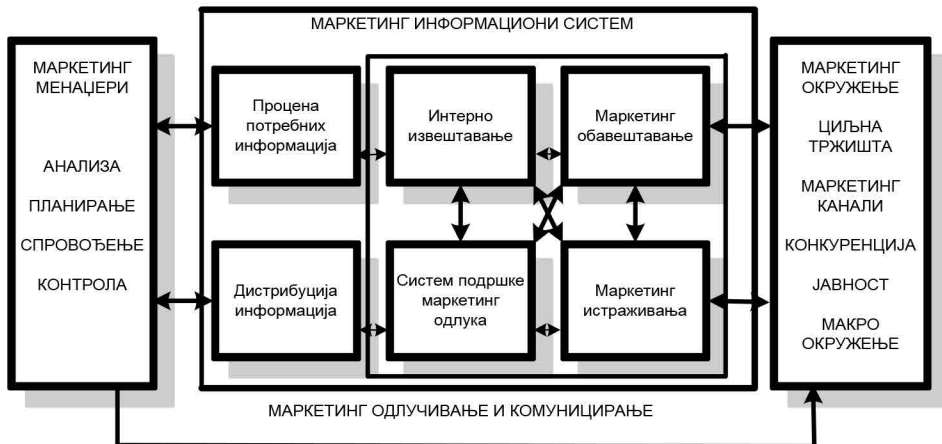 МАРКЕТИНГ ИНФОРМАЦИОНИ СИСТЕМ
МАРКЕТИНГ
МЕНАЏЕРИ
АНАЛИЗА
ПЛАНИРАЊЕ
СПРОВОЂЕЊЕ
КОНТРОЛА
Процена
потребних
информација
Интерно
извештавање
Маркетинг
обавештавање
Дистрибуција
информација
Систем подршке
маркетинг
одлука
Маркетинг
истраживања
МАРКЕТИНГ
ОКРУЖЕЊЕ
ЦИЉНА
ТРЖИШТА
МАРКЕТИНГ
КАНАЛИ
КОНКУРЕНЦИЈА
ЈАВНОСТ
МАКРО
ОКРУЖЕЊЕ
МАРКЕТИНГ ОДЛУЧИВАЊЕ И КОМУНИЦИРАЊЕ